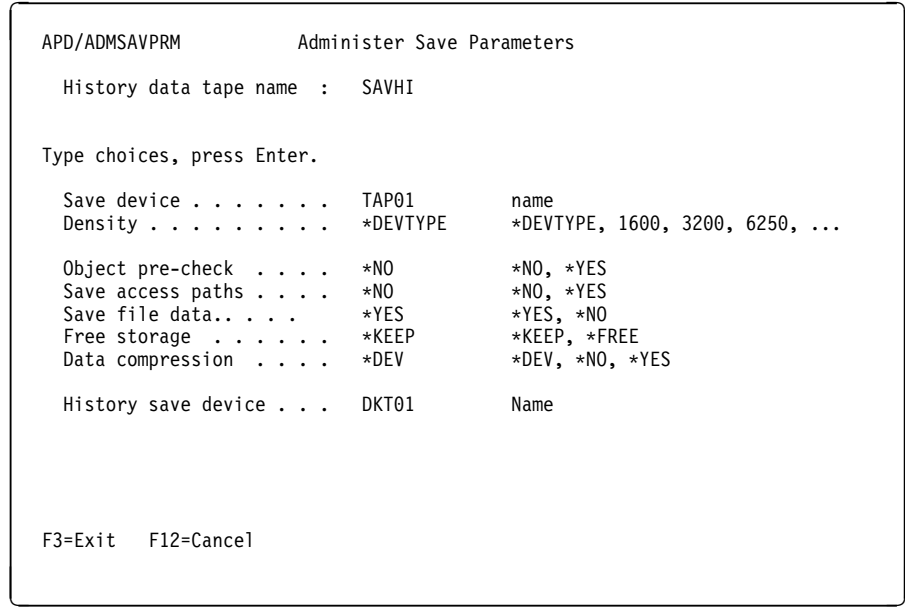 APD/ADMSAVPRM Administer Save Parameters
History data tape name : SAVHI
Type choices, press Enter.
Save device . . . . . . . TAP01 name
Density . . . . . . . . . *DEVTYPE *DEVTYPE, 1600, 3200, 6250, ...
Object pre-check . . . . *NO *NO, *YES
Save access paths . . . . *NO *NO, *YES
Save file data.. . . . *YES *YES, *NO
Free storage . . . . . . *KEEP *KEEP, *FREE
Data compression . . . . *DEV *DEV, *NO, *YES
History save device . . . DKT01 Name
F3=Exit F12=Cancel